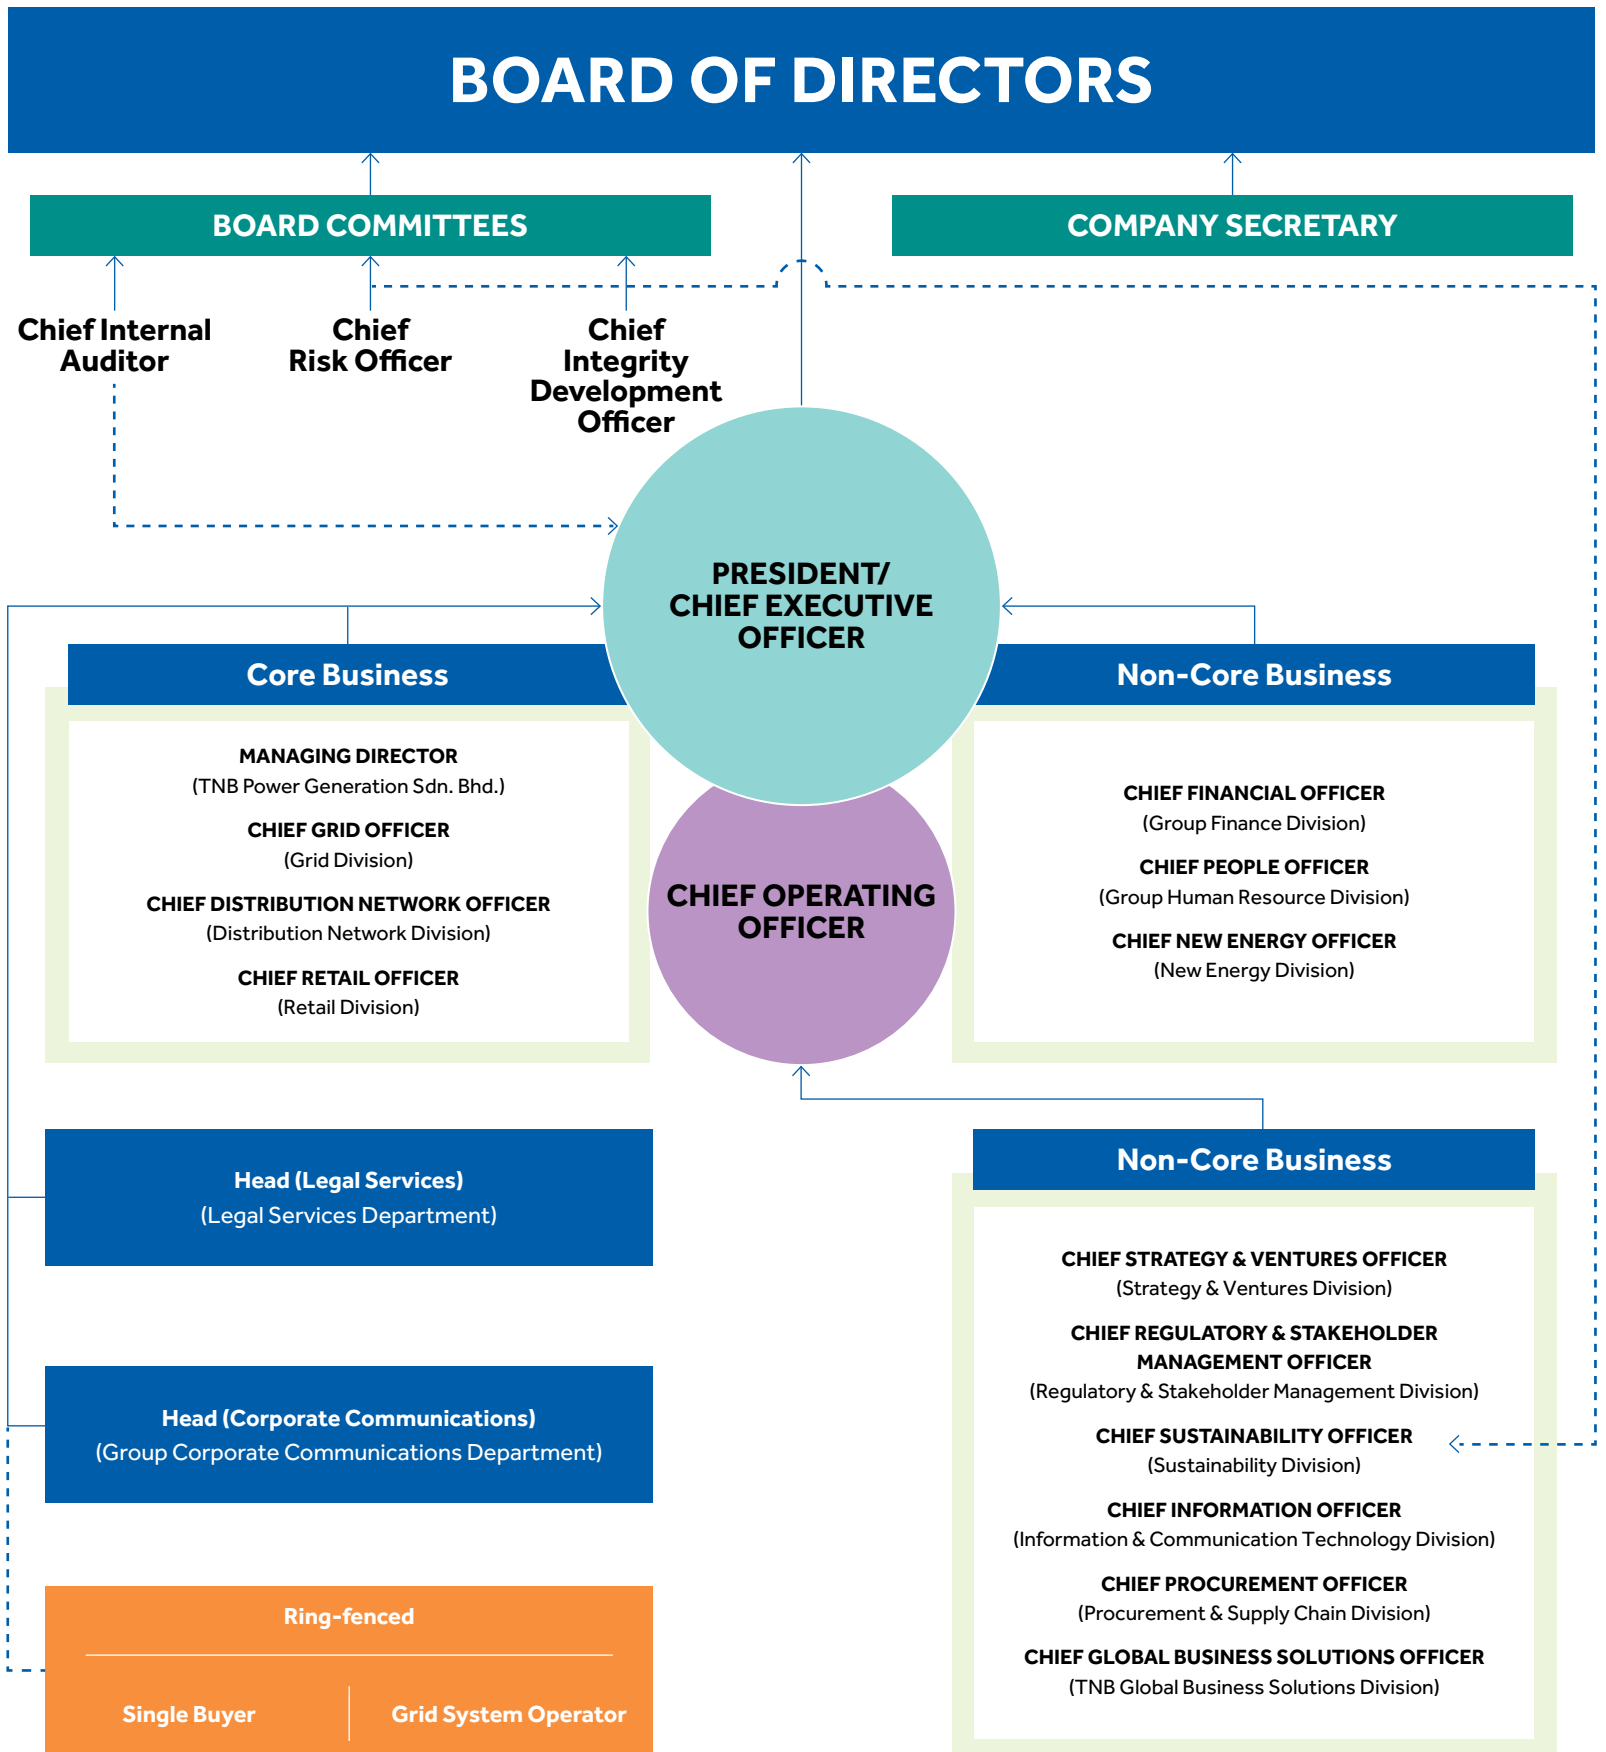 BOARD OF DIRECTORS
BOARD COMMITTEES
COMPANY SECRETARY
Chief Internal
Auditor
Chief
Risk Officer
Chief
Integrity
Development
Officer
PRESIDENT/
CHIEF EXECUTIVE
OFFICER
Core Business
MANAGING DIRECTOR
(TNB Power Generation Sdn. Bhd.)
CHIEF GRID OFFICER
(Grid Division)
CHIEF DISTRIBUTION NETWORK OFFICER
(Distribution Network Division)
CHIEF RETAIL OFFICER
(Retail Division)
CHIEF OPERATING
OFFICER
Non-Core Business
CHIEF FINANCIAL OFFICER
(Group Finance Division)
CHIEF PEOPLE OFFICER
(Group Human Resource Division)
CHIEF NEW ENERGY OFFICER
(New Energy Division)
Head (Legal Services)
(Legal Services Department)
Head (Corporate Communications)
(Group Corporate Communications Department)
Ring-fenced
Single Buyer
Grid System Operator
Non-Core Business
CHIEF STRATEGY & VENTURES OFFICER
(Strategy & Ventures Division)
CHIEF REGULATORY & STAKEHOLDER
MANAGEMENT OFFICER
(Regulatory & Stakeholder Management Division)
CHIEF SUSTAINABILITY OFFICER
(Sustainability Division)
CHIEF INFORMATION OFFICER
(Information & Communication Technology Division)
CHIEF PROCUREMENT OFFICER
(Procurement & Supply Chain Division)
CHIEF GLOBAL BUSINESS SOLUTIONS OFFICER
(TNB Global Business Solutions Division)